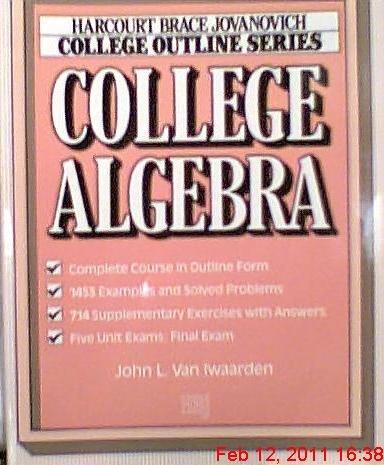 HARCOURT BRACE JOVANOVICH
COLLEGE OUTLINE SERIES
COLLEGE
ALGEBRA
Complete Course in Outline Form
1453 Examples and Solved Problems
714 Supplementary Exercises with Answers
Five Unit Exams; Final Exam
John L. Van Iwaarden
Feb 12, 2011 16:38